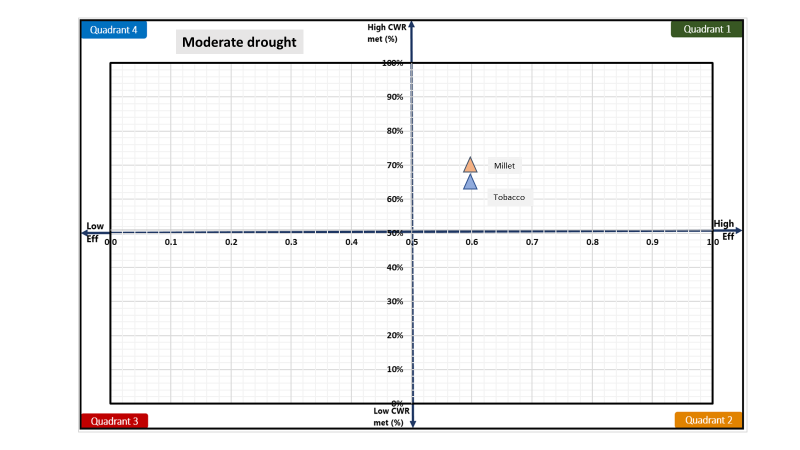 Quadrant 4
Moderate drought
High CWR
met (%)
Quadrant 1
100%
90%
80%
70%
Millet
60%
Tobacco
Low
Eff
50%
High
Eff
0.0 0.1 0.2 0.3 0.4 0.5 0.6 0.7 0.8 0.9 1.0
40%
30%
20%
10%
0%
Low CWR
met (%)
Quadrant 3
Quadrant 2